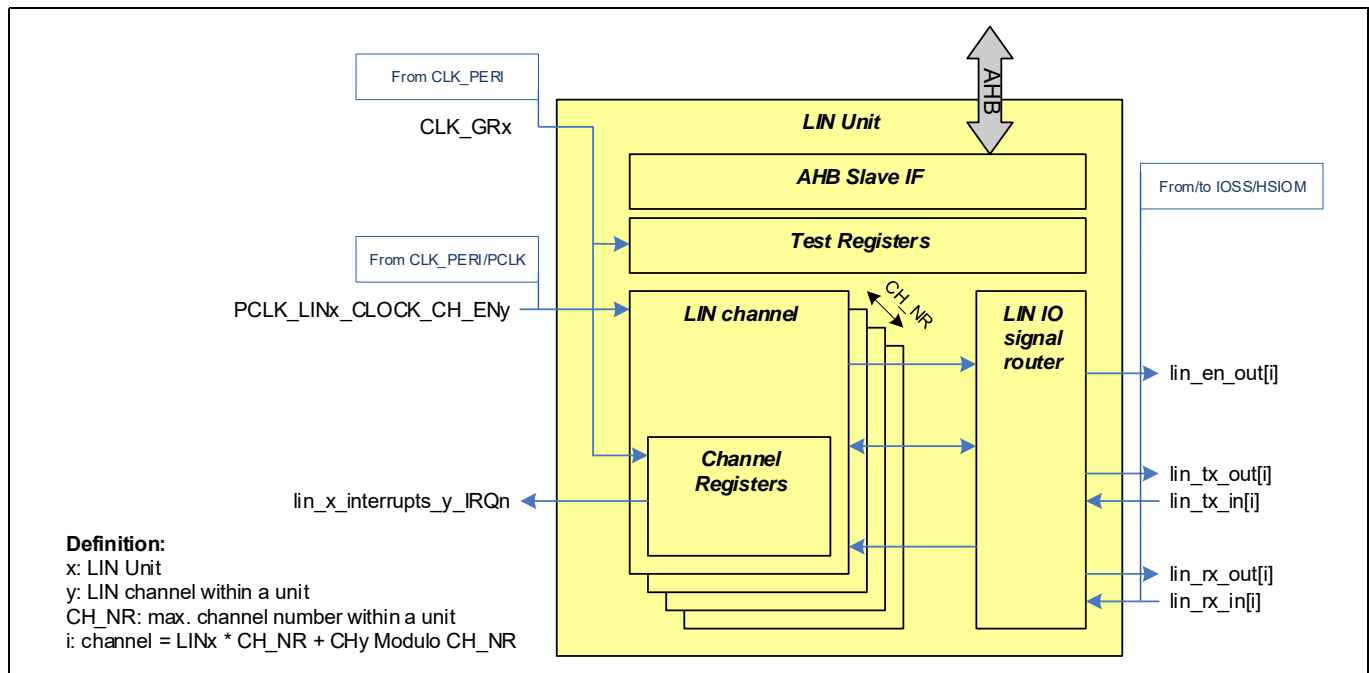 From CLK_PERI
CLK_GRx
AHB
LIN Unit
AHB Slave IF
From/to IOSS/HSIOM
Test Registers
From CLK_PERI/PCLK
PCLK_LINx_CLOCK_CH_ENy
CH_NR
LIN channel
LIN IO
signal
router
lin_en_out[i]
Channel
Registers
lin_tx_out[i]
lin_x_interrupts_y_IRQn
lin_tx_in[i]
lin_rx_out[i]
lin_rx_in[i]
Definition:
x: LIN Unit
y: LIN channel within a unit
CH_NR: max. channel number within a unit
i: channel = LINx * CH_NR + CHy Modulo CH_NR